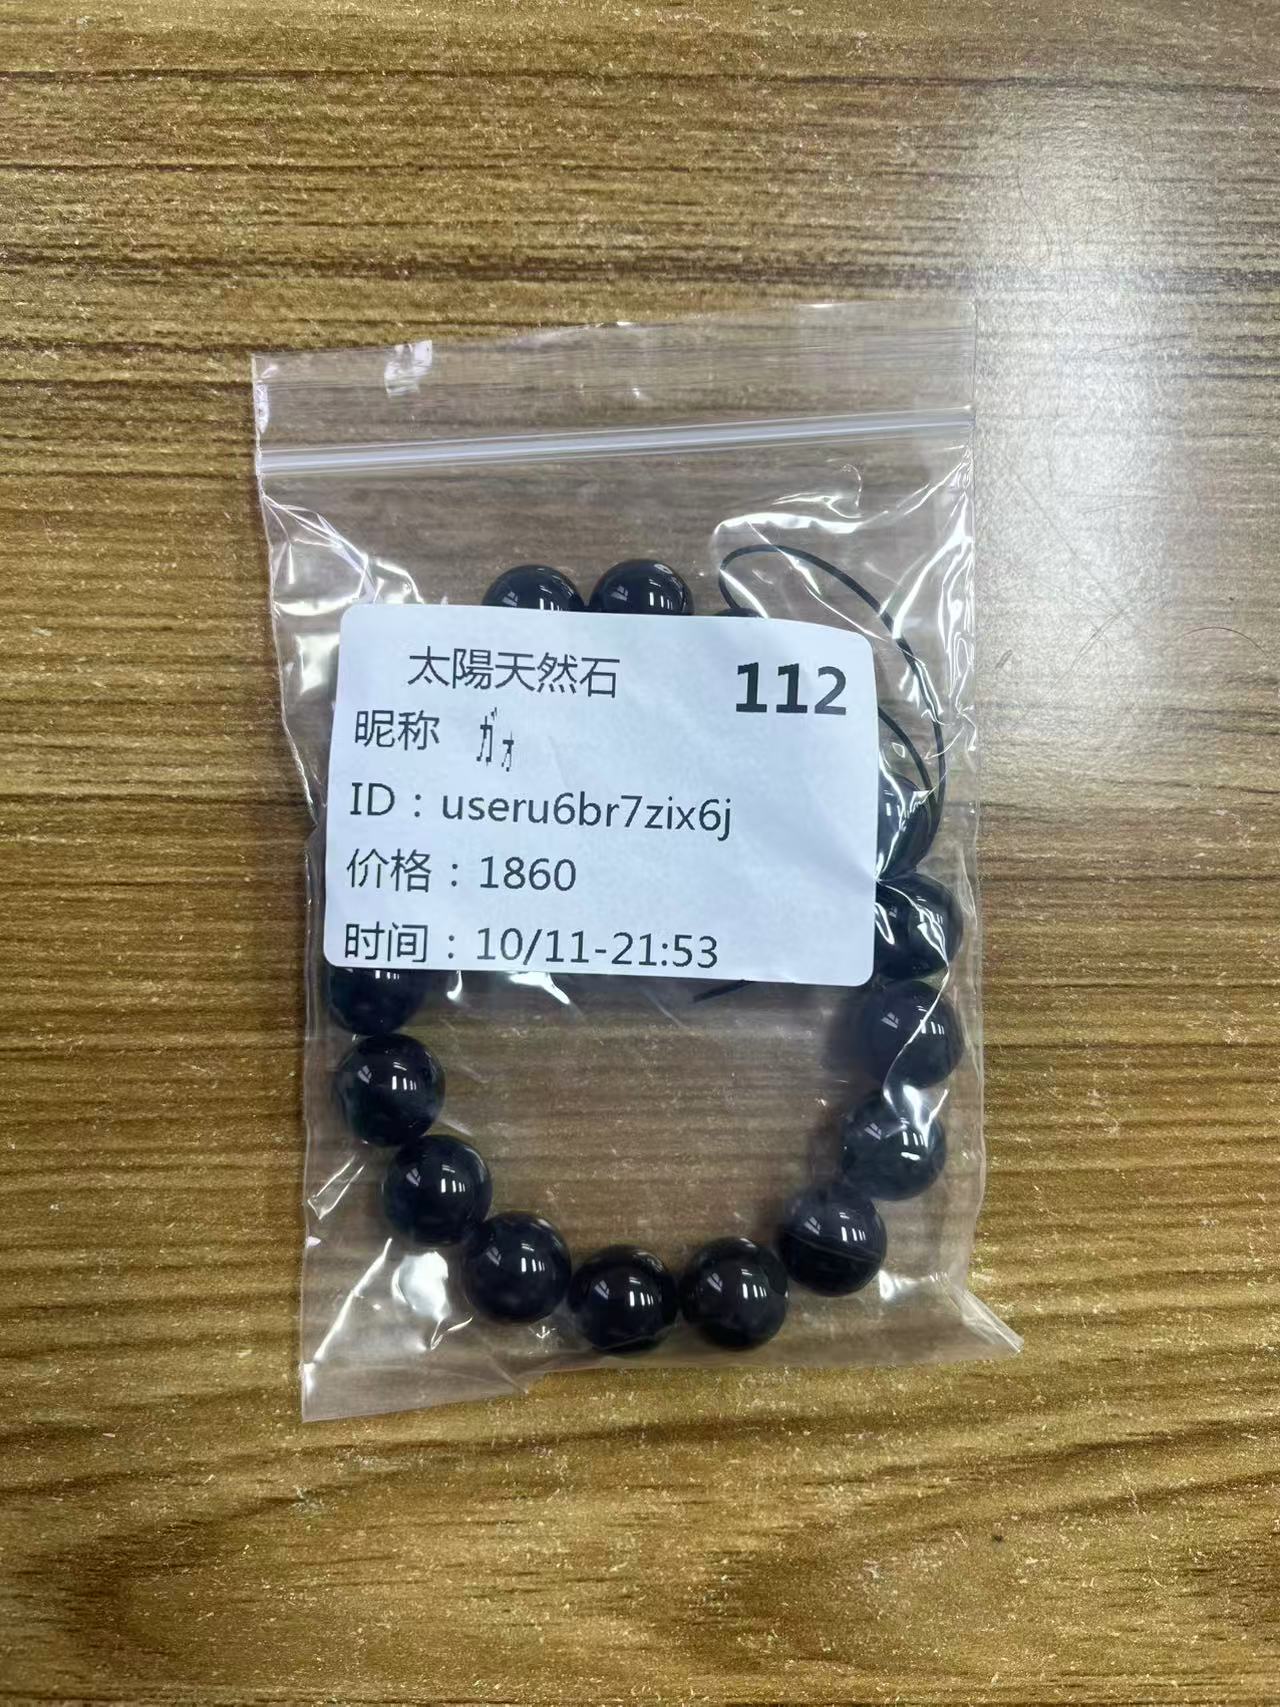 太陽天然石 112
昵称 ガォ
ID：useru6br7zix6j
价格：1860
时间：10/11-21:53